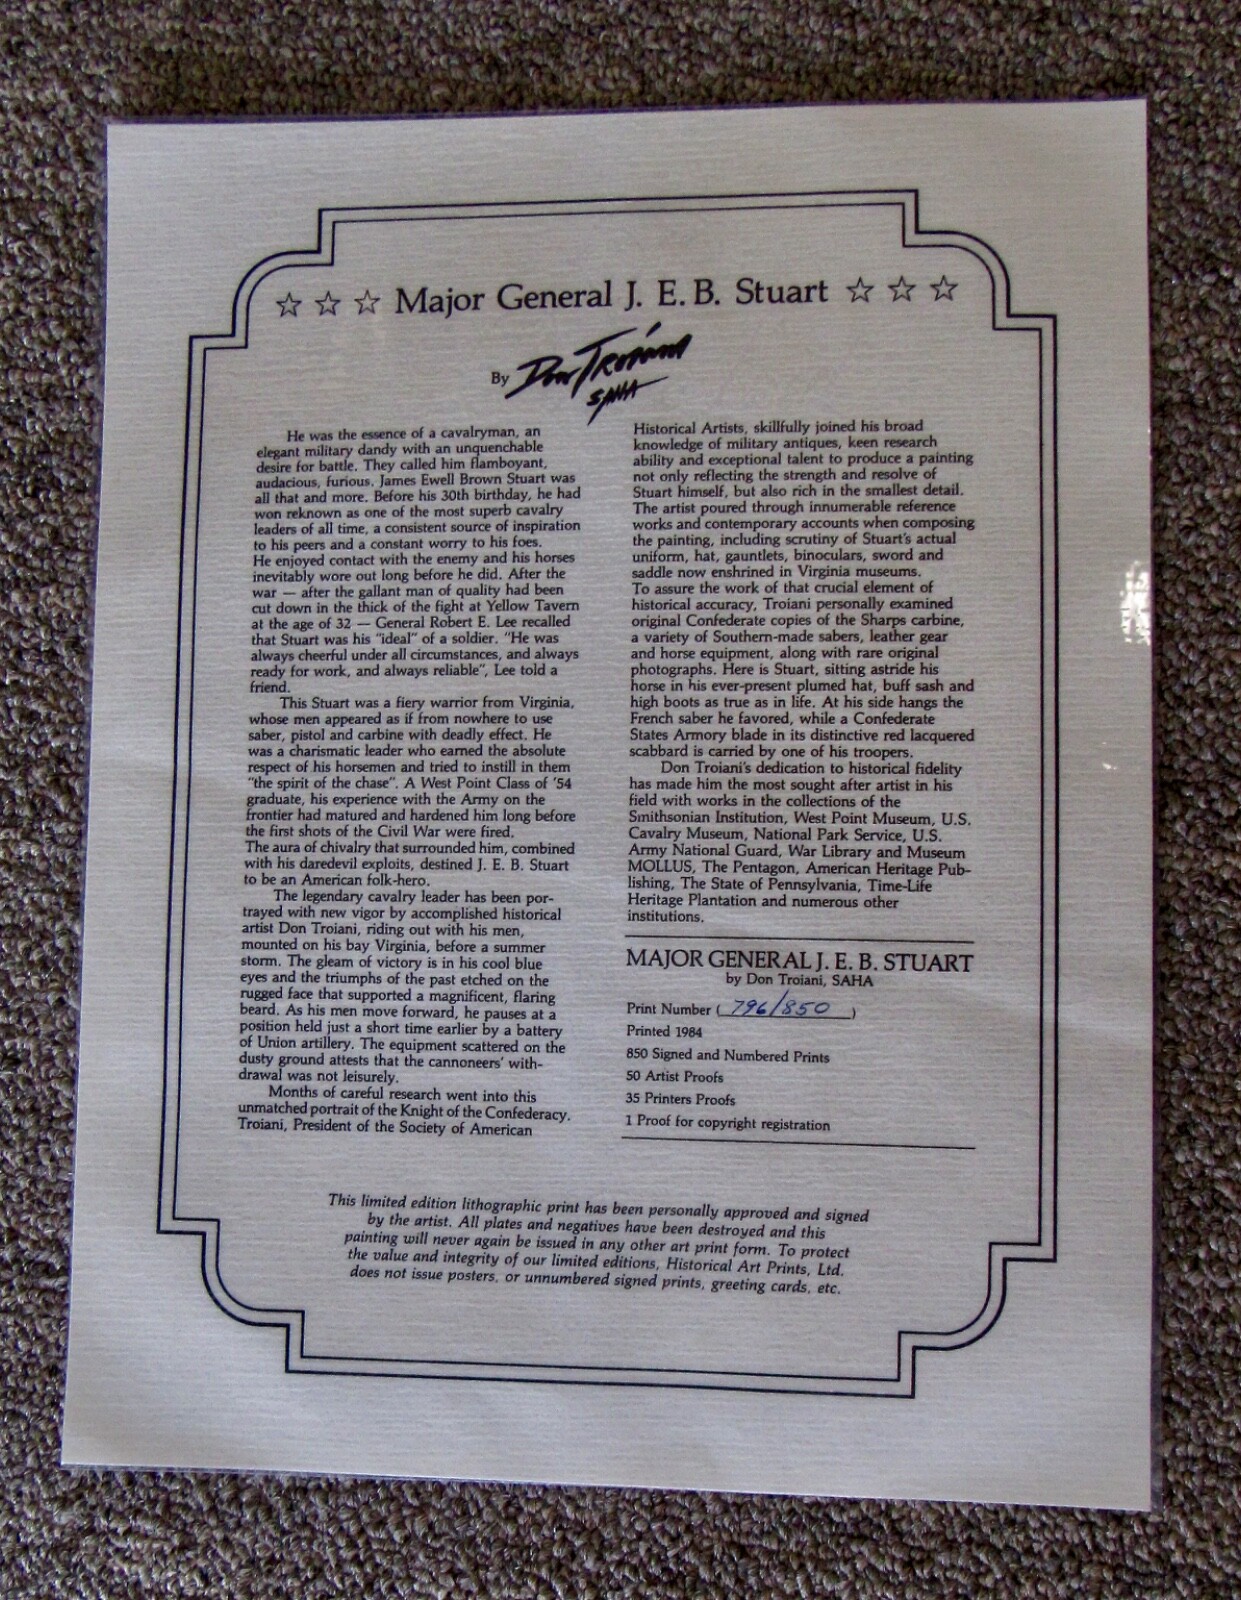 ☆ ☆ ☆ Major General J. E. B. Stuart ☆ ☆ ☆
By Don Troiani
SAHA
He was the essence of a cavalryman, an
elegant military dandy with an unquenchable
desire for battle. They called him flamboyant,
audacious, furious. James Ewell Brown Stuart was
all that and more. Before his 30th birthday, he had
won reknown as one of the most superb cavalry
leaders of all time, a consistent source of inspiration
to his peers and a constant worry to his foes.
He enjoyed contact with the enemy and his horses
inevitably wore out long before he did. After the
war — after the gallant man of quality had been
cut down in the thick of the fight at Yellow Tavern
at the age of 32 — General Robert E. Lee recalled
that Stuart was his "ideal" of a soldier. "He was
always cheerful under all circumstances, and always
ready for work, and always reliable", Lee told a
friend.
This Stuart was a fiery warrior from Virginia,
whose men appeared as if from nowhere to use
saber, pistol and carbine with deadly effect. He
was a charismatic leader who earned the absolute
respect of his horsemen and tried to instill in them
"the spirit of the chase". A West Point Class of '54
graduate, his experience with the Army on the
frontier had matured and hardened him long before
the first shots of the Civil War were fired.
The aura of chivalry that surrounded him, combined
with his daredevil exploits, destined J. E. B. Stuart
to be an American folk-hero.
The legendary cavalry leader has been por-
trayed with new vigor by accomplished historical
artist Don Troiani, riding out with his men,
mounted on his bay Virginia, before a summer
storm. The gleam of victory is in his cool blue
eyes and the triumphs of the past etched on the
rugged face that supported a magnificent, flaring
beard. As his men move forward, he pauses at a
position held just a short time earlier by a battery
of Union artillery. The equipment scattered on the
dusty ground attests that the cannoneers' with-
drawal was not leisurely.
Months of careful research went into this
unmatched portrait of the Knight of the Confederacy.
Troiani, President of the Society of American
Historical Artists, skillfully joined his broad
knowledge of military antiques, keen research
ability and exceptional talent to produce a painting
not only reflecting the strength and resolve of
Stuart himself, but also rich in the smallest detail.
The artist poured through innumerable reference
works and contemporary accounts when composing
the painting, including scrutiny of Stuart's actual
uniform, hat, gauntlets, binoculars, sword and
saddle now enshrined in Virginia museums.
To assure the work of that crucial element of
historical accuracy, Troiani personally examined
original Confederate copies of the Sharps carbine,
a variety of Southern-made sabers, leather gear
and horse equipment, along with rare original
photographs. Here is Stuart, sitting astride his
horse in his ever-present plumed hat, buff sash and
high boots as true as in life. At his side hangs the
French saber he favored, while a Confederate
States Armory blade in its distinctive red lacquered
scabbard is carried by one of his troopers.
Don Troiani's dedication to historical fidelity
has made him the most sought after artist in his
field with works in the collections of the
Smithsonian Institution, West Point Museum, U.S.
Cavalry Museum, National Park Service, U.S.
Army National Guard, War Library and Museum
MOLLUS, The Pentagon, American Heritage Pub-
lishing, The State of Pennsylvania, Time-Life
Heritage Plantation and numerous other
institutions.
MAJOR GENERAL J. E. B. STUART
by Don Troiani, SAHA
Print Number ( 796/850 )
Printed 1984
850 Signed and Numbered Prints
50 Artist Proofs
35 Printers Proofs
1 Proof for copyright registration
This limited edition lithographic print has been personally approved and signed
by the artist. All plates and negatives have been destroyed and this
painting will never again be issued in any other art print form. To protect
the value and integrity of our limited editions, Historical Art Prints, Ltd.
does not issue posters, or unnumbered signed prints, greeting cards, etc.